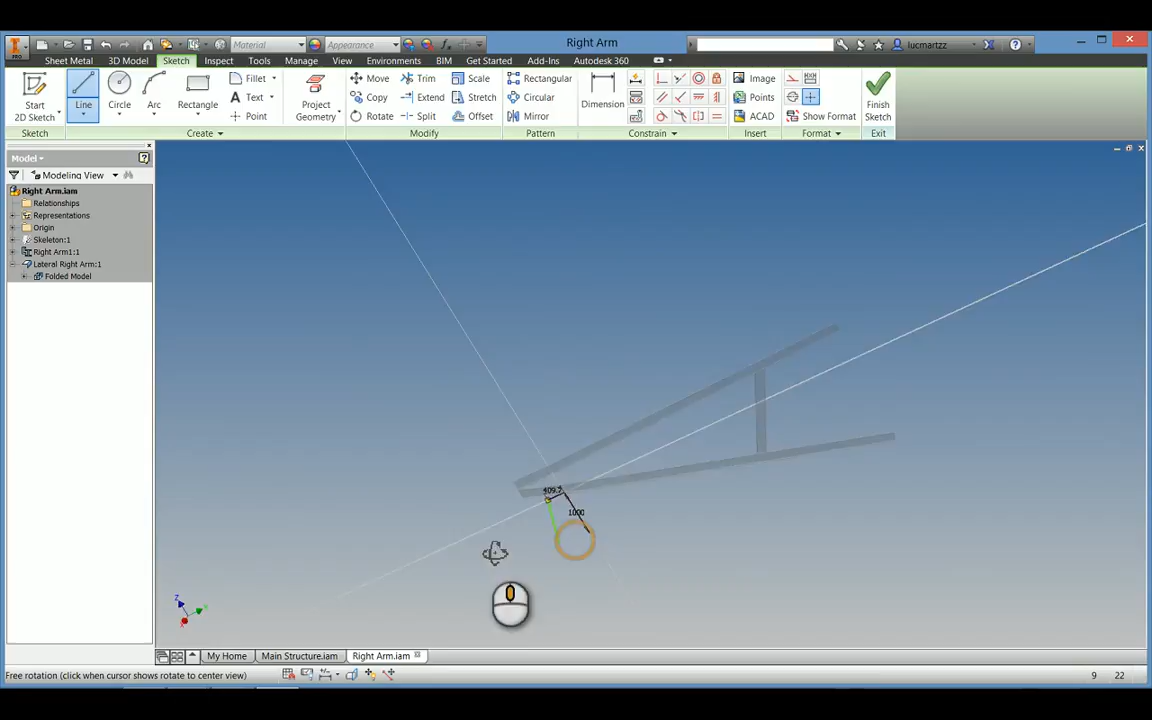 Material
Appearance
Right Arm
lucmartzz
PRO
Sheet Metal 3D Model Sketch Inspect Tools Manage View Environments BIM Get Started Add-Ins Autodesk 360
Start 2D Sketch
Line
Circle
Arc
Rectangle
Fillet
Text
Point
Project Geometry
Move
Copy
Rotate
Trim
Extend
Split
Scale
Stretch
Offset
Rectangular
Circular
Mirror
Dimension
Image
Points
ACAD
Show Format
Finish Sketch
Sketch Create Modify Pattern Constrain Insert Format Exit
Model
Modeling View
Right Arm.iam
Relationships
Representations
Origin
Skeleton:1
Right Arm1:1
Lateral Right Arm:1
Folded Model
1000
Z
My Home Main Structure.iam Right Arm.iam
Free rotation (click when cursor shows rotate to center view) 9 22